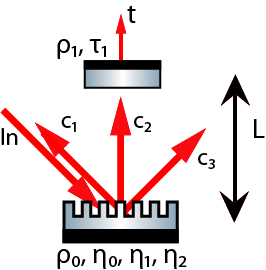 t
ρ₁, τ₁
c₁
c₂
In
c₃
L
ρ₀, η₀, η₁, η₂